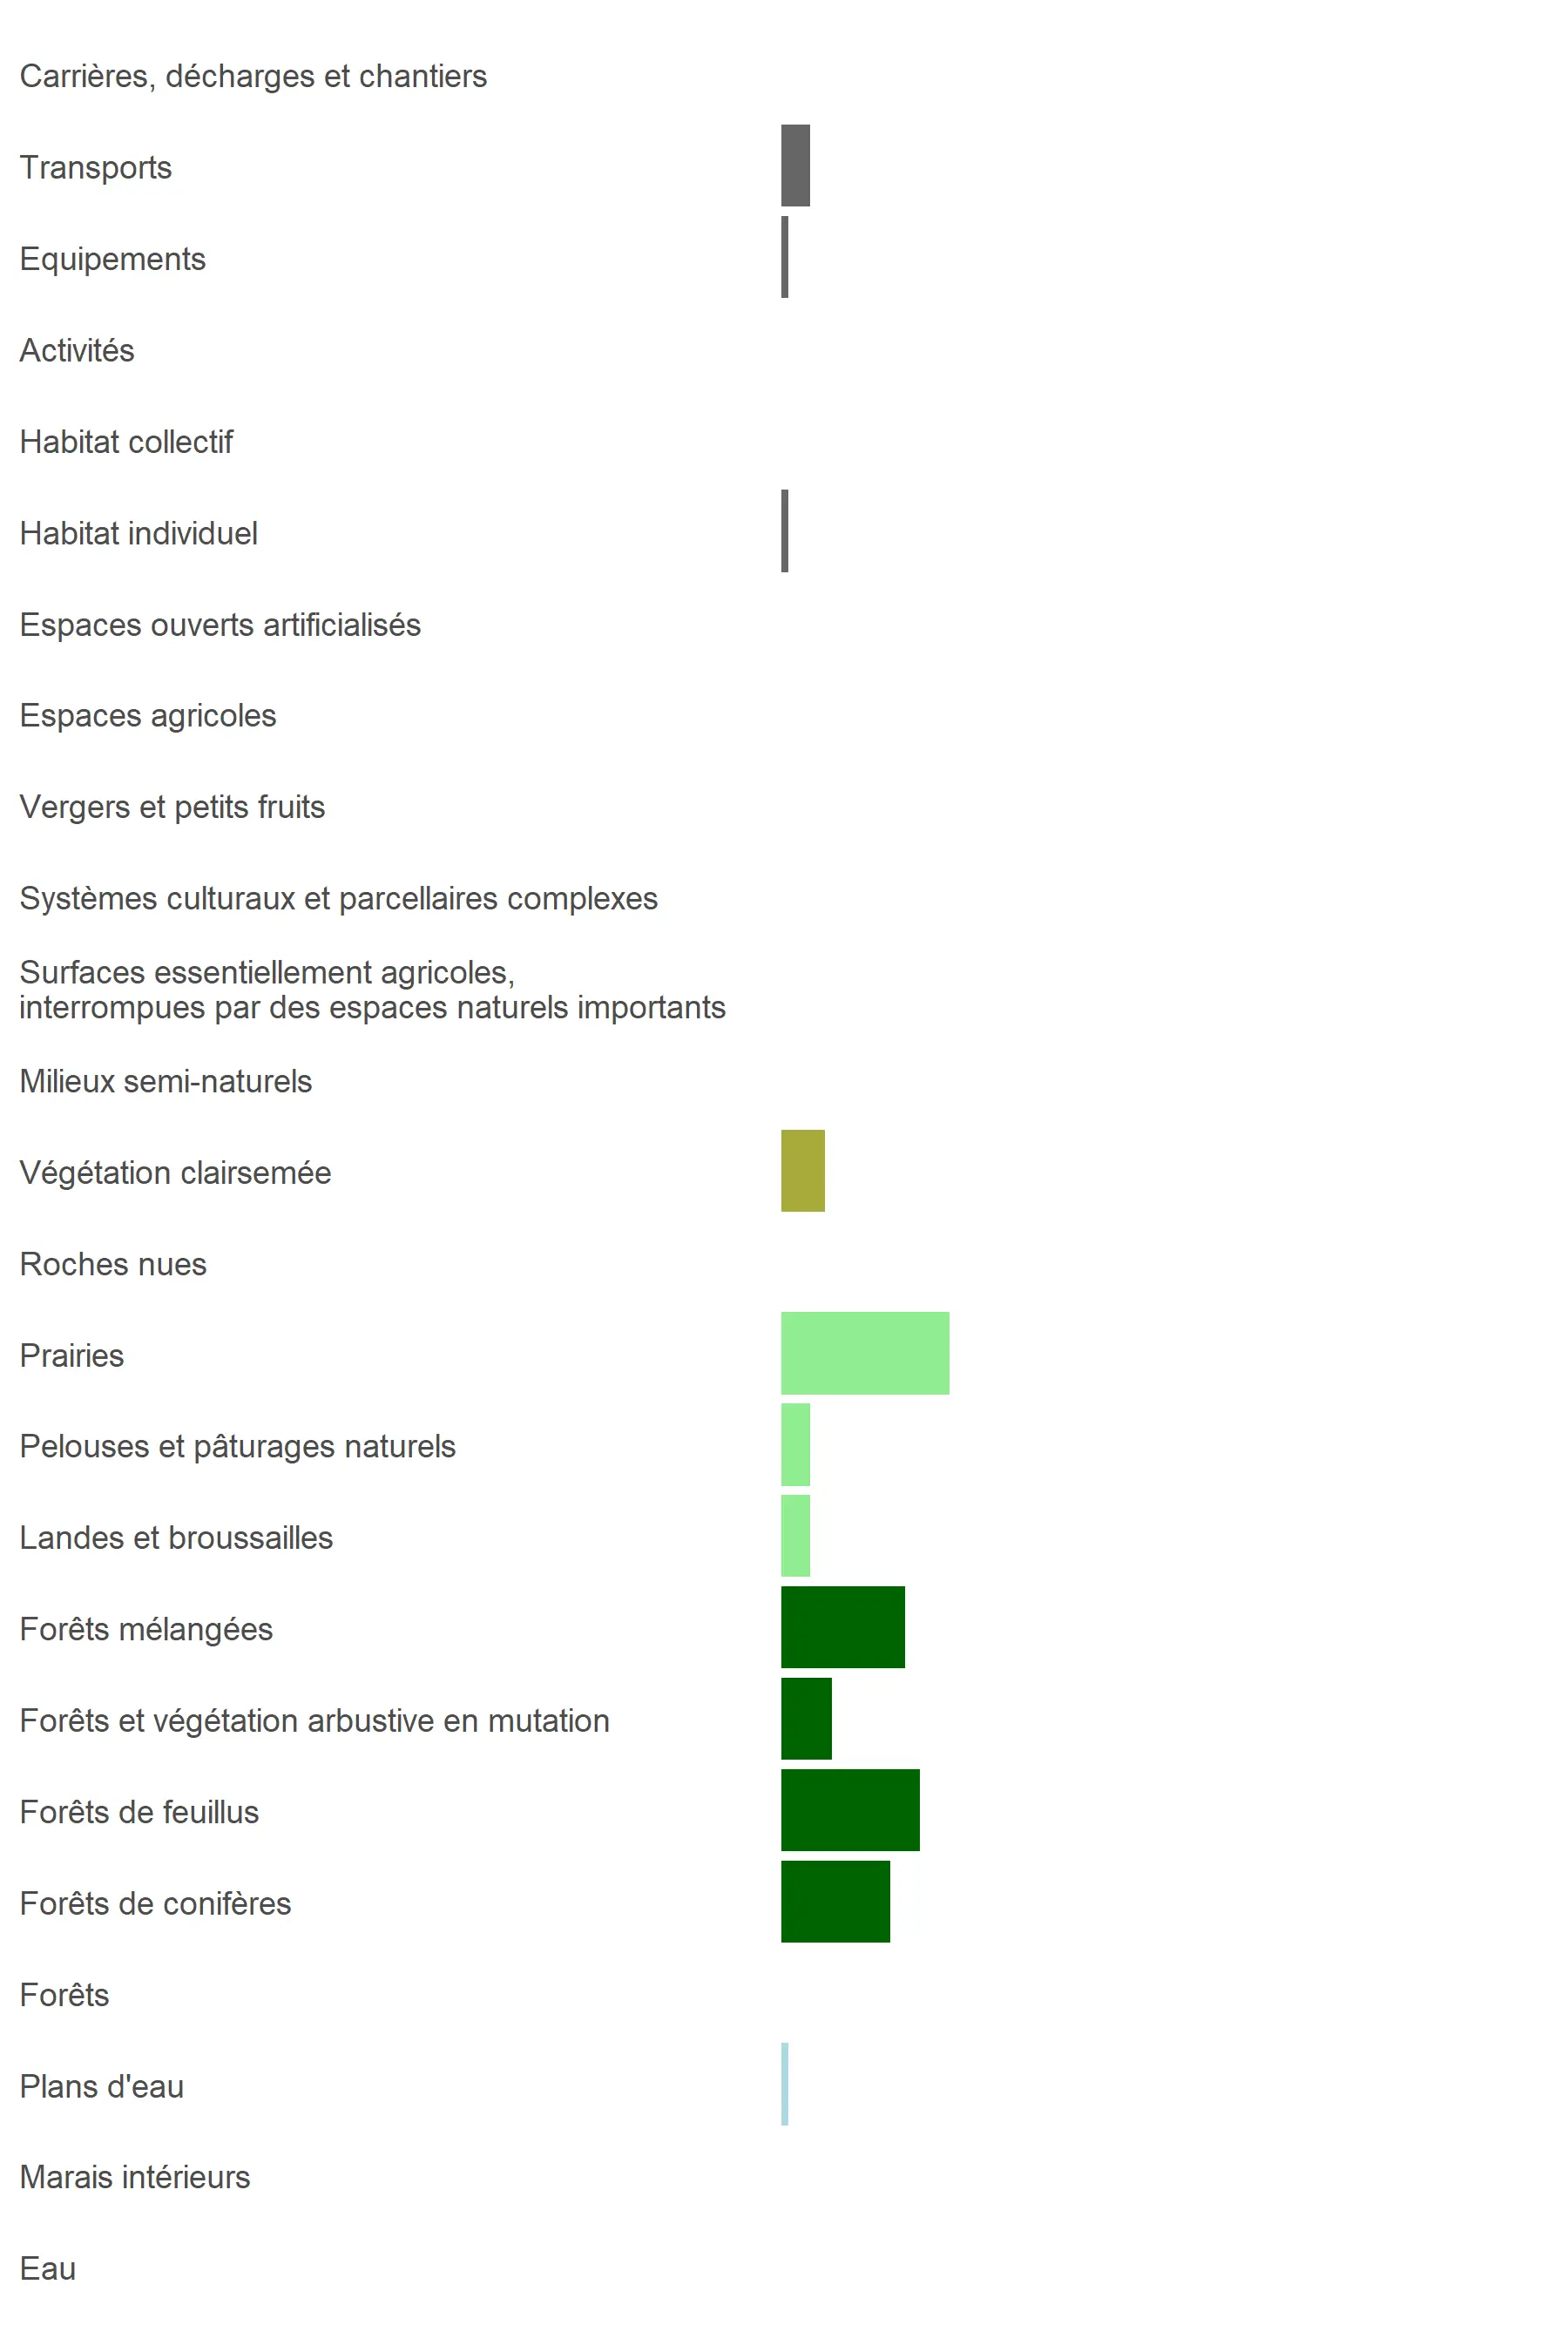 Carrières, décharges et chantiers
Transports
Equipements
Activités
Habitat collectif
Habitat individuel
Espaces ouverts artificialisés
Espaces agricoles
Vergers et petits fruits
Systèmes culturaux et parcellaires complexes
Surfaces essentiellement agricoles,
interrompues par des espaces naturels importants
Milieux semi-naturels
Végétation clairsemée
Roches nues
Prairies
Pelouses et pâturages naturels
Landes et broussailles
Forêts mélangées
Forêts et végétation arbustive en mutation
Forêts de feuillus
Forêts de conifères
Forêts
Plans d'eau
Marais intérieurs
Eau